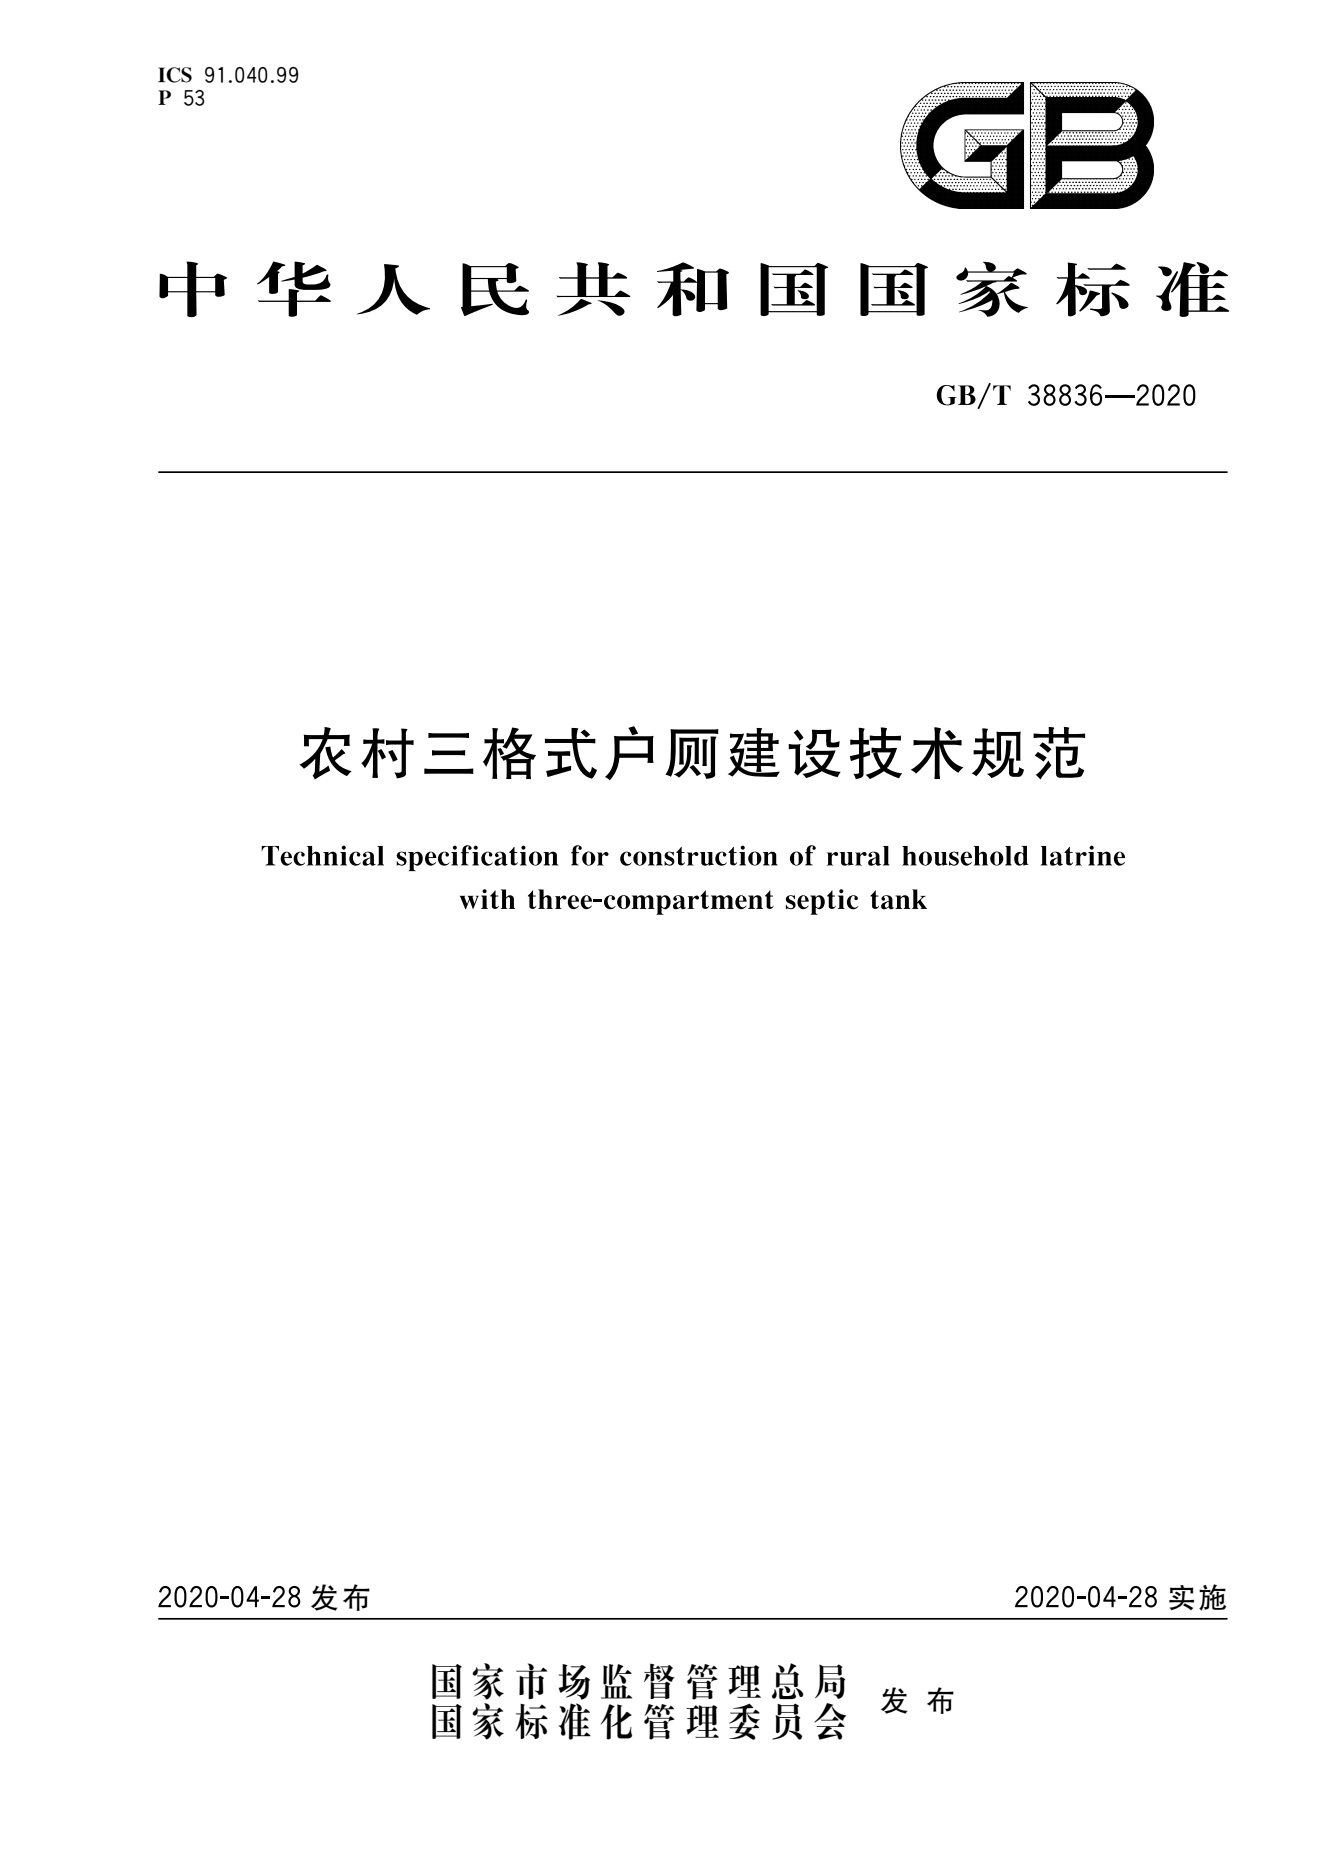 ICS 91.040.99
P 53
GB
中华人民共和国国家标准
GB/T 38836—2020
农村三格式户厕建设技术规范
Technical specification for construction of rural household latrine
with three-compartment septic tank
2020-04-28 发布
2020-04-28 实施
国家市场监督管理总局
国家标准化管理委员会
发布